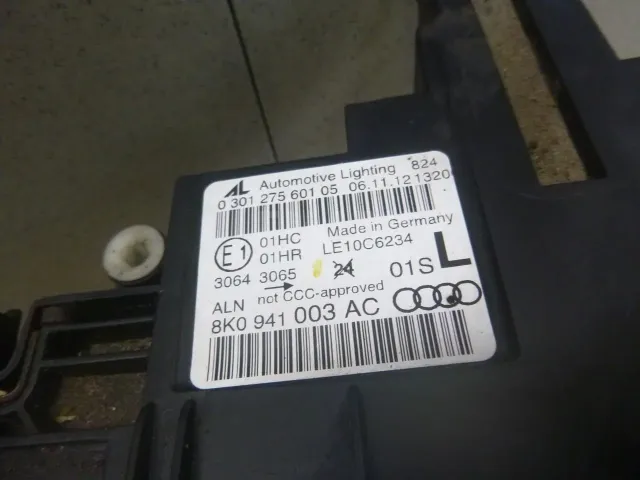 AL Automotive Lighting 824
0 301 275 601 05 06.11.12 1320
E1 01HC Made in Germany
01HR LE10C6234 L
3064 3065 24 01S
ALN not CCC-approved
8K0 941 003 AC